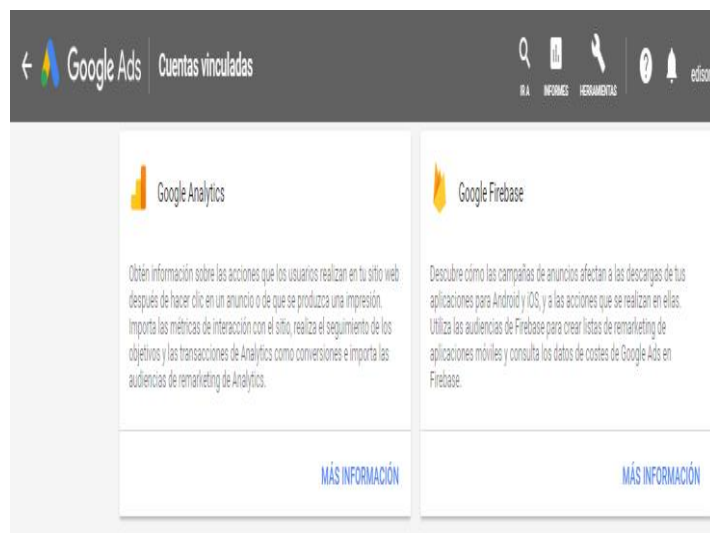 Google Ads
Cuentas vinculadas
IR A
INFORMES
HERRAMIENTAS
edison
Google Analytics
Obtén información sobre las acciones que los usuarios realizan en tu sitio web
después de hacer clic en un anuncio o de que se produzca una impresión.
Importa las métricas de interacción con el sitio, realiza el seguimiento de los
objetivos y las transacciones de Analytics como conversiones e importa las
audiencias de remarketing de Analytics.
MÁS INFORMACIÓN
Google Firebase
Descubre cómo las campañas de anuncios afectan a las descargas de tus
aplicaciones para Android y iOS, y a las acciones que se realizan en ellas.
Utiliza las audiencias de Firebase para crear listas de remarketing de
aplicaciones móviles y consulta los datos de costes de Google Ads en
Firebase.
MÁS INFORMACIÓN